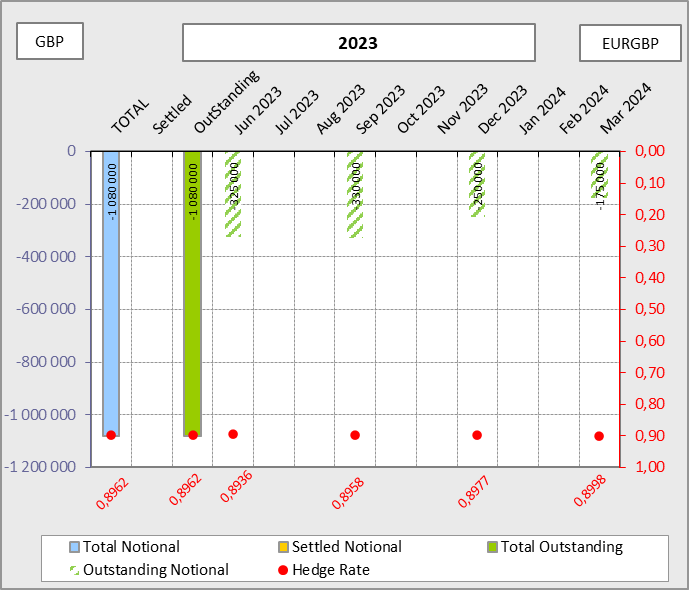 GBP
2023
EURGBP
TOTAL
Settled
OutStanding
Jun 2023
Jul 2023
Aug 2023
Sep 2023
Oct 2023
Nov 2023
Dec 2023
Jan 2024
Feb 2024
Mar 2024
0
-200 000
-400 000
-600 000
-800 000
-1 000 000
-1 200 000
-1 080 000
-1 080 000
-325 000
-330 000
-250 000
-175 000
0,00
0,10
0,20
0,30
0,40
0,50
0,60
0,70
0,80
0,90
1,00
0,8962
0,8962
0,8936
0,8958
0,8977
0,8998
Total Notional
Settled Notional
Total Outstanding
Outstanding Notional
Hedge Rate